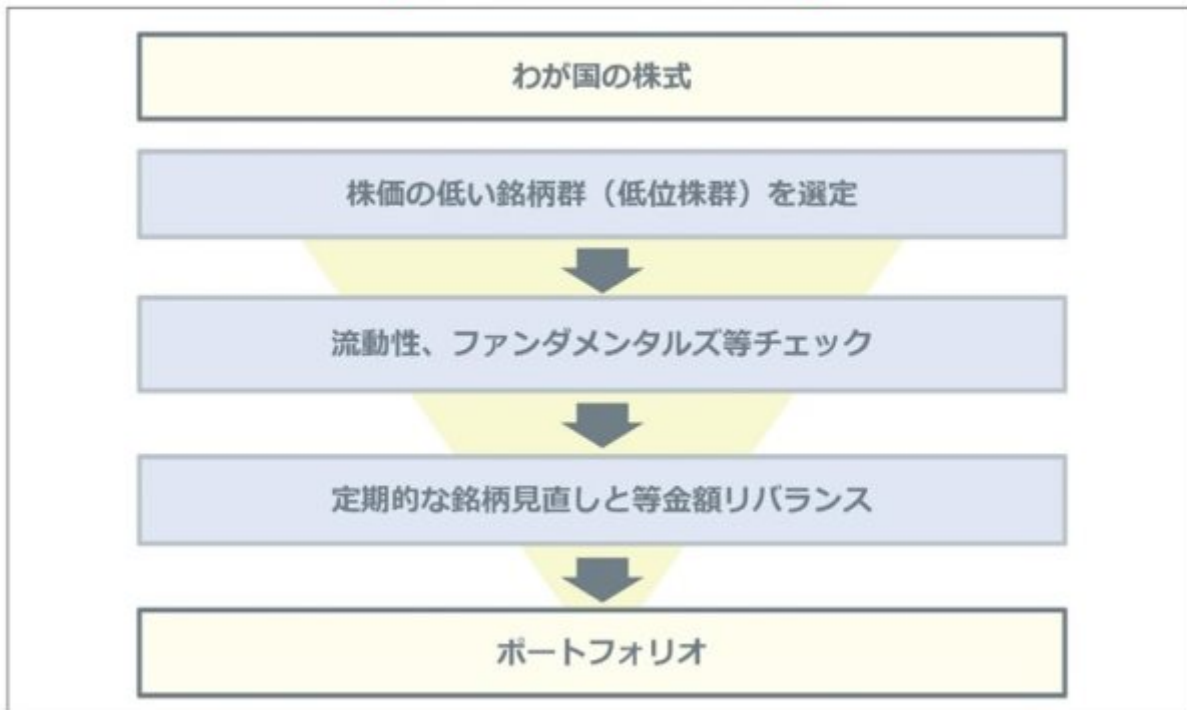 わが国の株式
株価の低い銘柄群（低位株群）を選定
流動性、ファンダメンタルズ等チェック
定期的な銘柄見直しと等金額リバランス
ポートフォリオ